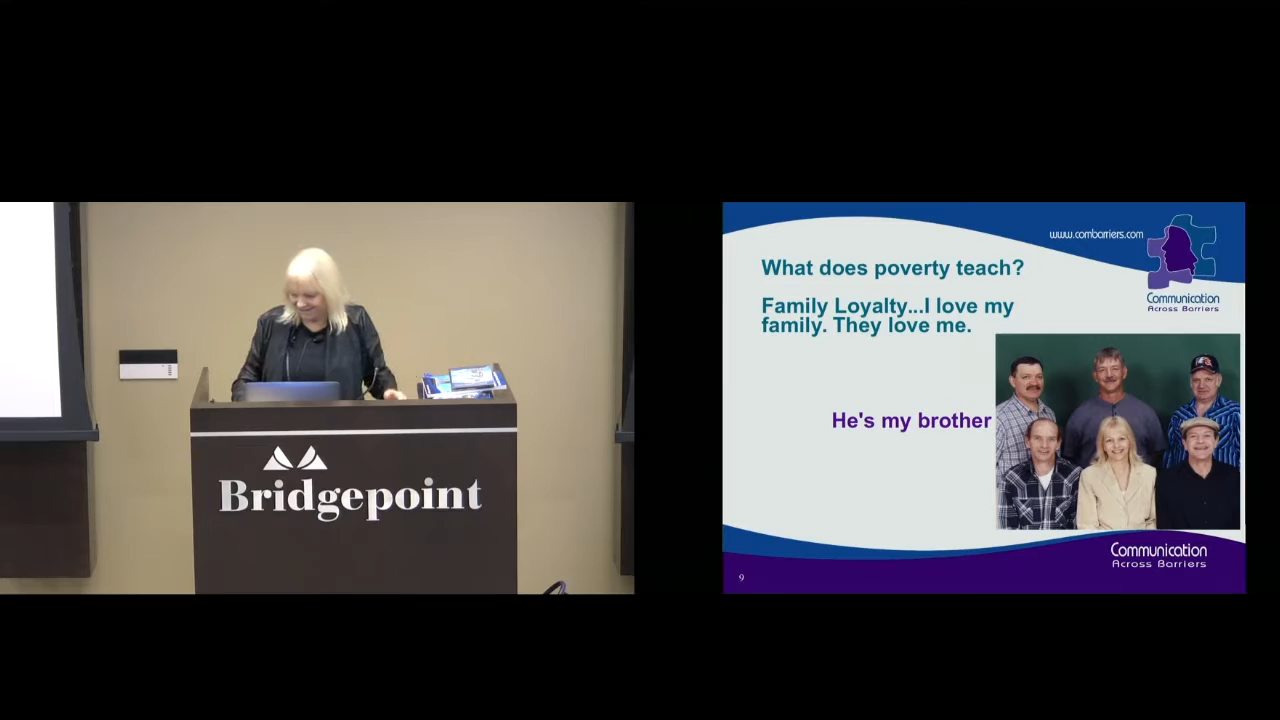 Bridgepoint
www.combarriers.com
Communication
Across Barriers
What does poverty teach?
Family Loyalty...I love my
family. They love me.
He's my brother
Communication
Across Barriers
9